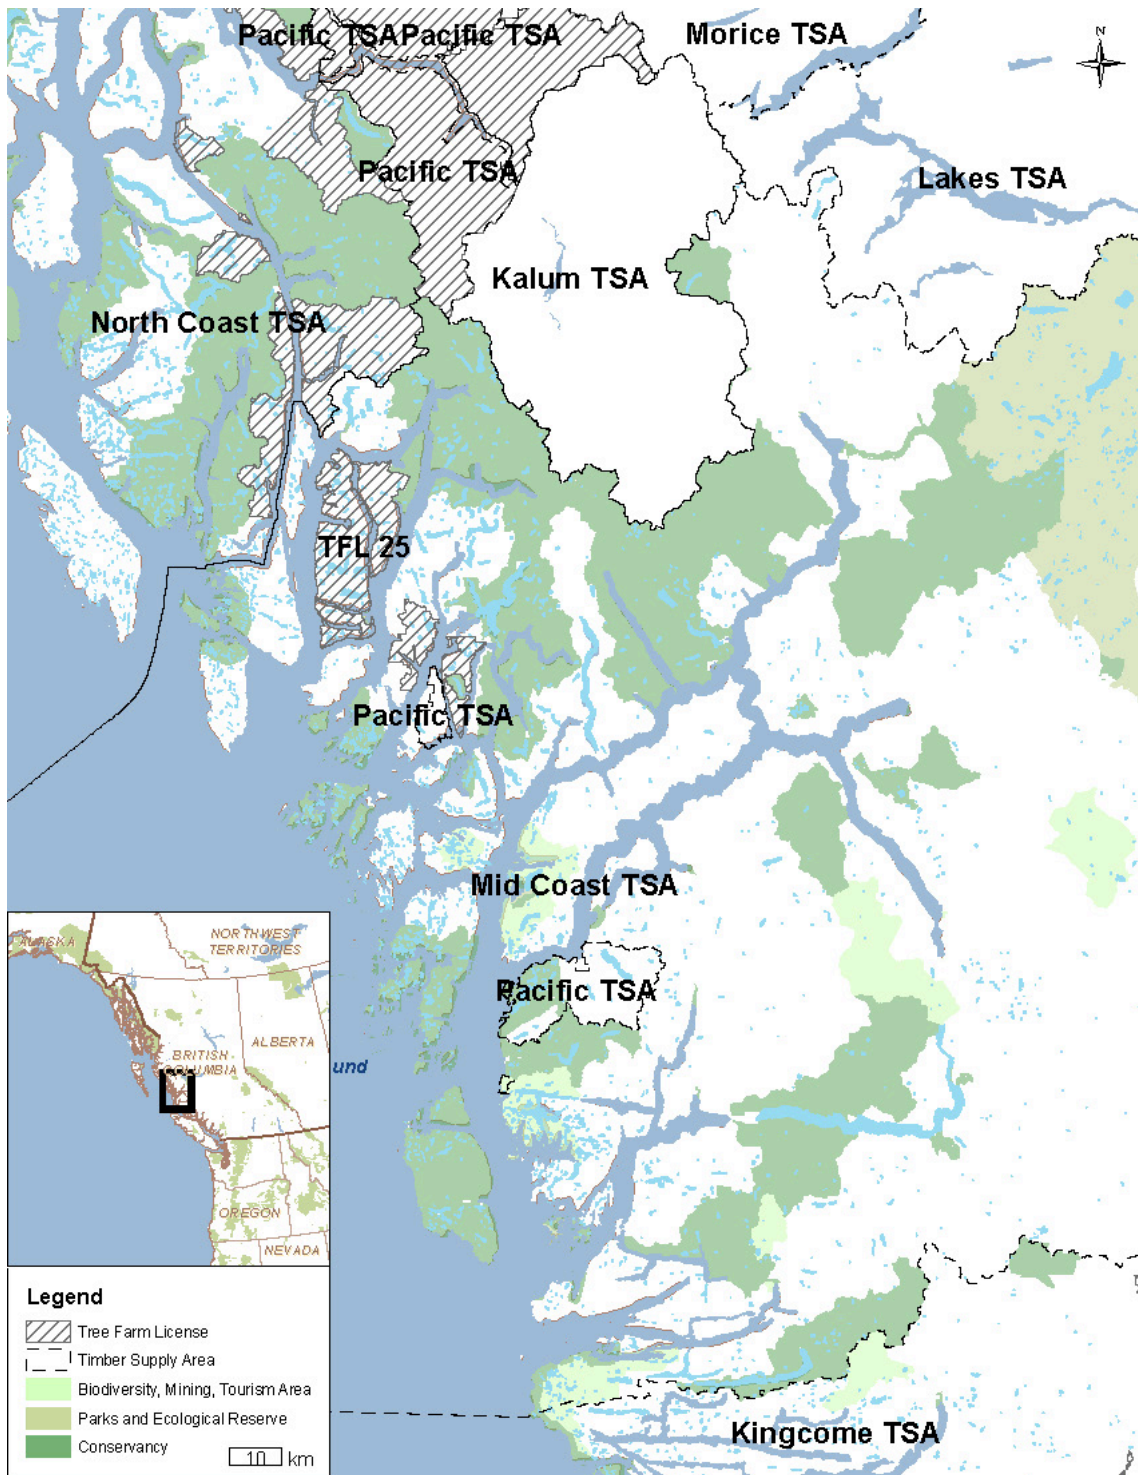 Pacific TSA
Pacific TSA
Morice TSA
N
Pacific TSA
Lakes TSA
Kalum TSA
North Coast TSA
TFL 25
Pacific TSA
Mid Coast TSA
Pacific TSA
und
Kingcome TSA
ALASKA
NORTHWEST
TERRITORIES
ALBERTA
BRITISH
COLUMBIA
OREGON
NEVADA
Legend
Tree Farm License
Timber Supply Area
Biodiversity, Mining, Tourism Area
Parks and Ecological Reserve
Conservancy
10 km